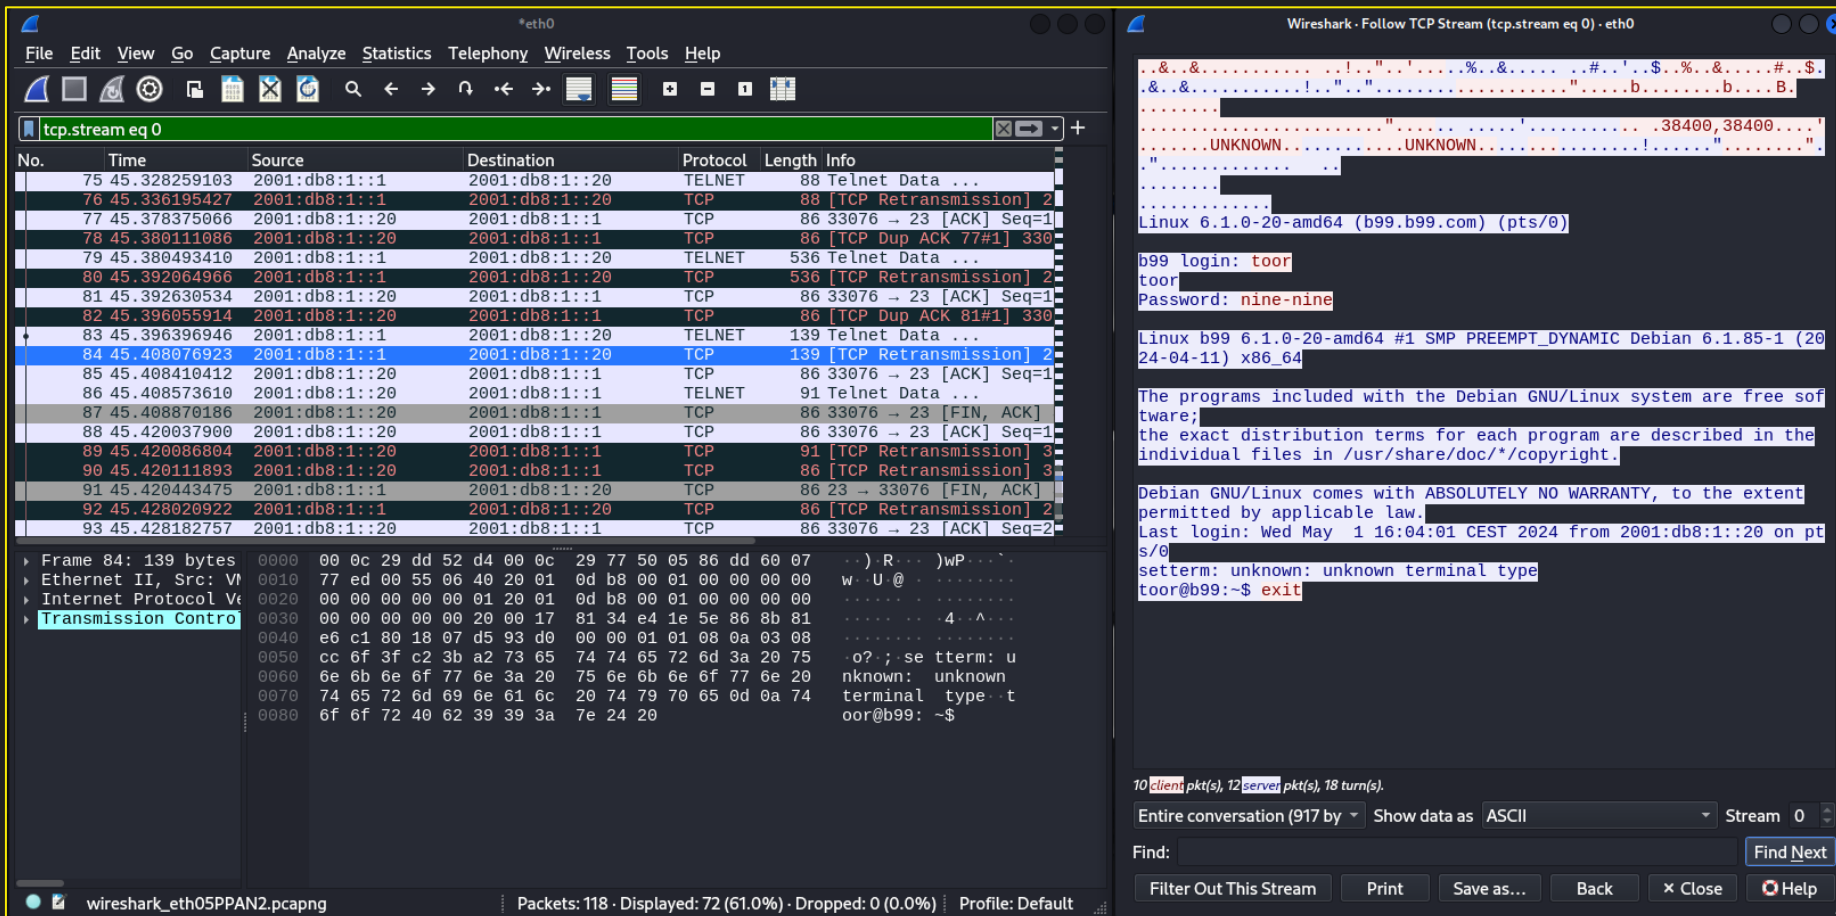 *eth0
File Edit View Go Capture Analyze Statistics Telephony Wireless Tools Help
tcp.stream eq 0
No. Time Source Destination Protocol Length Info
75 45.328259103 2001:db8:1::1 2001:db8:1::20 TELNET 88 Telnet Data ...
76 45.336195427 2001:db8:1::1 2001:db8:1::20 TCP 88 [TCP Retransmission] 2
77 45.378375066 2001:db8:1::20 2001:db8:1::1 TCP 86 33076 → 23 [ACK] Seq=1
78 45.380111086 2001:db8:1::20 2001:db8:1::1 TCP 86 [TCP Dup ACK 77#1] 330
79 45.380493410 2001:db8:1::1 2001:db8:1::20 TELNET 536 Telnet Data ...
80 45.392064966 2001:db8:1::1 2001:db8:1::20 TCP 536 [TCP Retransmission] 2
81 45.392630534 2001:db8:1::20 2001:db8:1::1 TCP 86 33076 → 23 [ACK] Seq=1
82 45.396055914 2001:db8:1::20 2001:db8:1::1 TCP 86 [TCP Dup ACK 81#1] 330
83 45.396396946 2001:db8:1::1 2001:db8:1::20 TELNET 139 Telnet Data ...
84 45.408076923 2001:db8:1::1 2001:db8:1::20 TCP 139 [TCP Retransmission] 2
85 45.408410412 2001:db8:1::20 2001:db8:1::1 TCP 86 33076 → 23 [ACK] Seq=1
86 45.408573610 2001:db8:1::20 2001:db8:1::1 TELNET 91 Telnet Data ...
87 45.408870186 2001:db8:1::20 2001:db8:1::1 TCP 86 33076 → 23 [FIN, ACK]
88 45.420037900 2001:db8:1::20 2001:db8:1::1 TCP 86 33076 → 23 [ACK] Seq=1
89 45.420086804 2001:db8:1::20 2001:db8:1::1 TCP 91 [TCP Retransmission] 3
90 45.420111893 2001:db8:1::20 2001:db8:1::1 TCP 86 [TCP Retransmission] 3
91 45.420443475 2001:db8:1::1 2001:db8:1::20 TCP 86 23 → 33076 [FIN, ACK]
92 45.428020922 2001:db8:1::1 2001:db8:1::20 TCP 86 [TCP Retransmission] 2
93 45.428182757 2001:db8:1::20 2001:db8:1::1 TCP 86 33076 → 23 [ACK] Seq=2
Frame 84: 139 bytes
Ethernet II, Src: VM
Internet Protocol Ve
Transmission Contro
0000 00 0c 29 dd 52 d4 00 0c 29 77 50 05 86 dd 60 07 ··)·R··· )wP···`·
0010 77 ed 00 55 06 40 20 01 0d b8 00 01 00 00 00 00 w··U·@ · ········
0020 00 00 00 00 00 01 20 01 0d b8 00 01 00 00 00 00 ······ · ········
0030 00 00 00 00 00 20 00 17 81 34 e4 1e 5e 86 8b 81 ····· ·· ·4··^···
0040 e6 c1 80 18 07 d5 93 d0 00 00 01 01 08 0a 03 08 ········ ········
0050 cc 6f 3f c2 3b a2 73 65 74 74 65 72 6d 3a 20 75 ·o?·;·se tterm: u
0060 6e 6b 6e 6f 77 6e 3a 20 75 6e 6b 6e 6f 77 6e 20 nknown: unknown
0070 74 65 72 6d 69 6e 61 6c 20 74 79 70 65 0d 0a 74 terminal type··t
0080 6f 6f 72 40 62 39 39 3a 7e 24 20 oor@b99: ~$
wireshark_eth05PPAN2.pcapng
Packets: 118 · Displayed: 72 (61.0%) · Dropped: 0 (0.0%)
Profile: Default
Wireshark · Follow TCP Stream (tcp.stream eq 0) · eth0
..&..&........... ..!.."..'.....%..&..... ..#..'..$..%..&.....#..$.
.&..&...........!.."..".................."......b........b....B.
........
........................"..... .....'......... .. .38400,38400....'
.......UNKNOWN............UNKNOWN................!......"........".
."............. ..
........
.............
Linux 6.1.0-20-amd64 (b99.b99.com) (pts/0)
b99 login: toor
toor
Password: nine-nine
Linux b99 6.1.0-20-amd64 #1 SMP PREEMPT_DYNAMIC Debian 6.1.85-1 (20
24-04-11) x86_64
The programs included with the Debian GNU/Linux system are free sof
tware;
the exact distribution terms for each program are described in the
individual files in /usr/share/doc/*/copyright.
Debian GNU/Linux comes with ABSOLUTELY NO WARRANTY, to the extent
permitted by applicable law.
Last login: Wed May  1 16:04:01 CEST 2024 from 2001:db8:1::20 on pt
s/0
setterm: unknown: unknown terminal type
toor@b99:~$ exit
10 client pkt(s), 12 server pkt(s), 18 turn(s).
Entire conversation (917 by
Show data as ASCII
Stream 0
Find:
Find Next
Filter Out This Stream
Print
Save as…
Back
× Close
Help